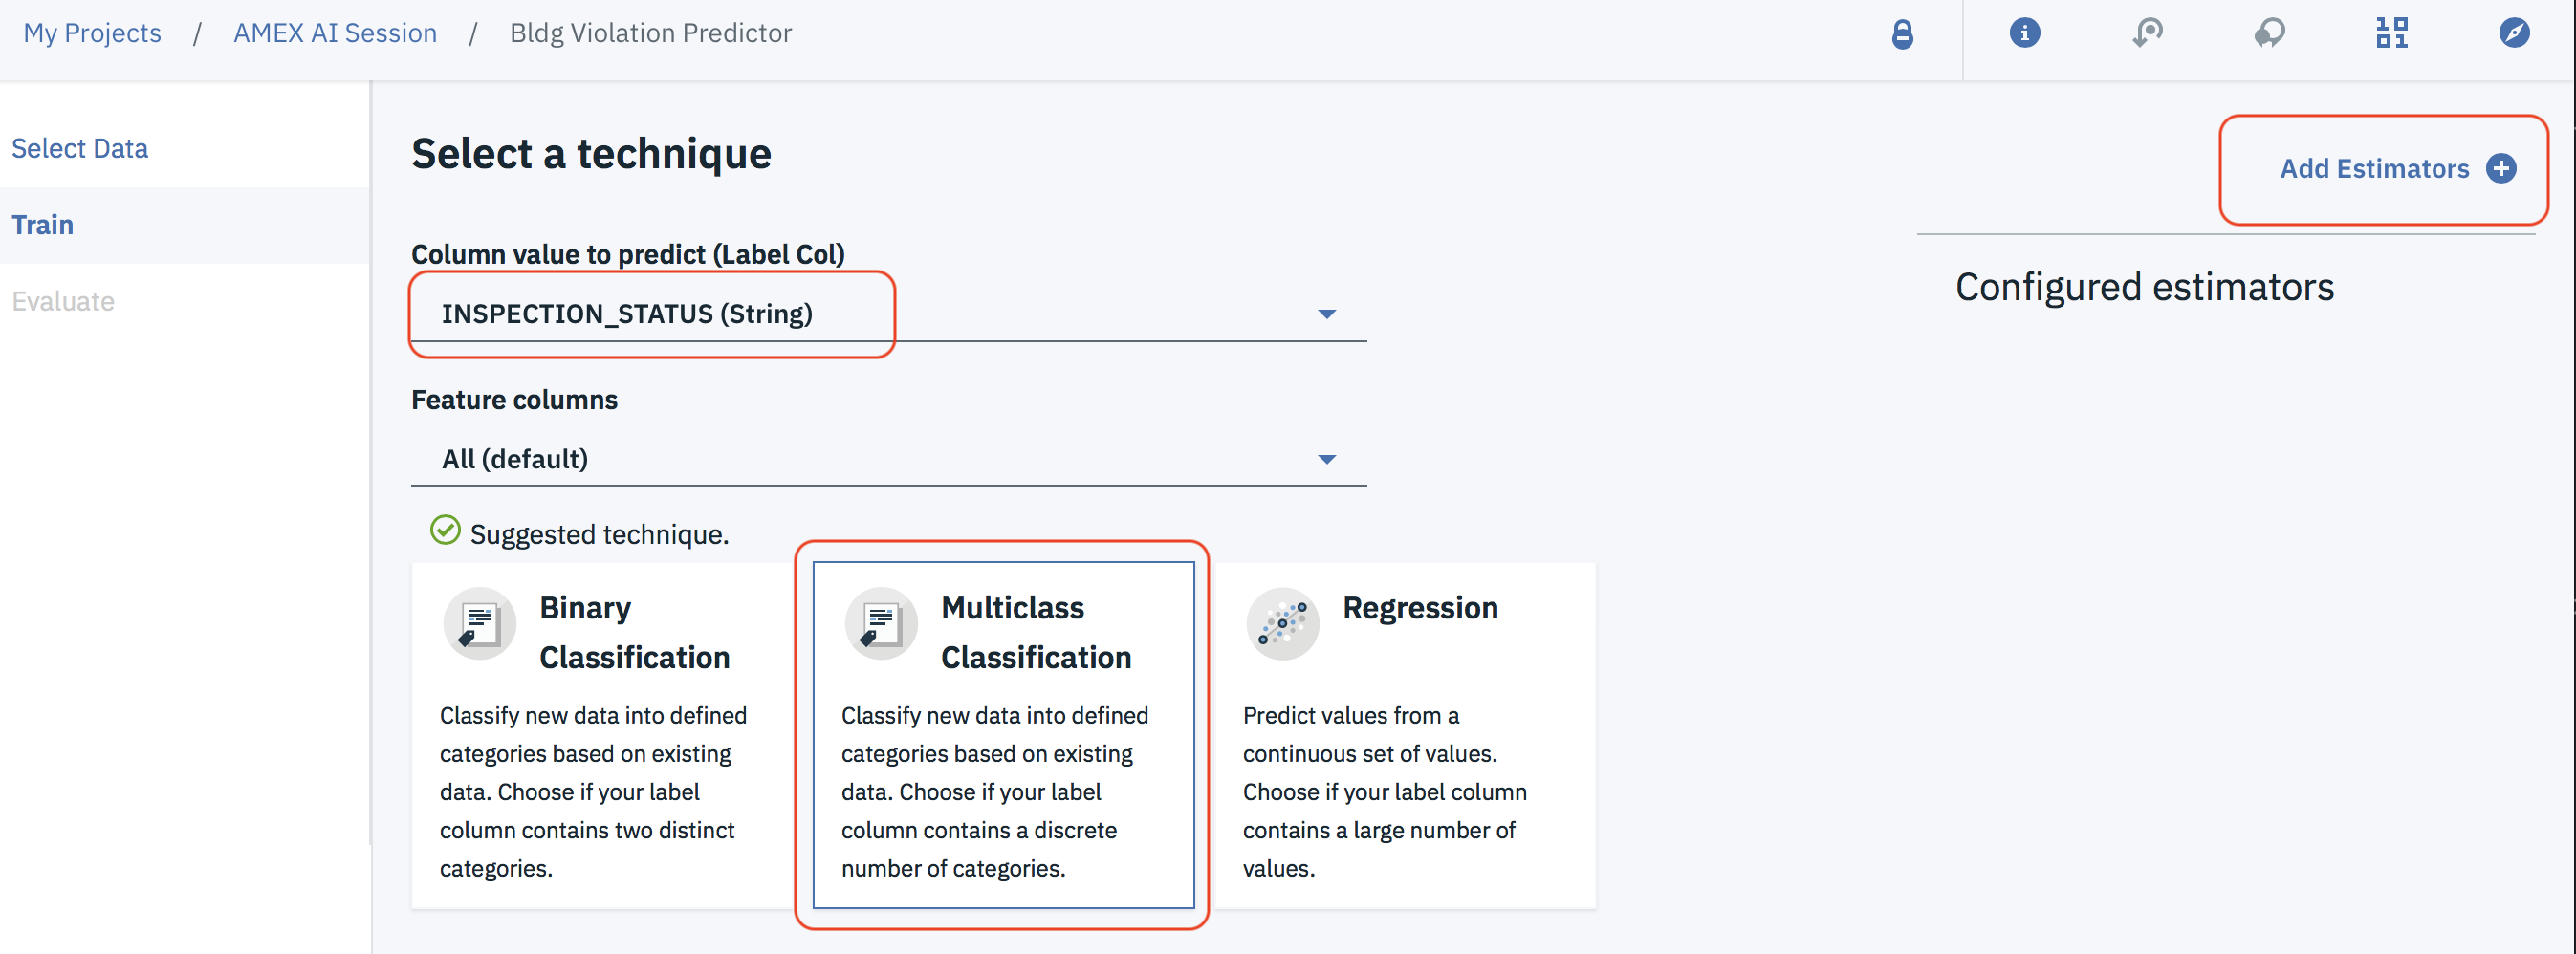 My Projects / AMEX AI Session / Bldg Violation Predictor
Select Data
Train
Evaluate
Select a technique
Add Estimators
Configured estimators
Column value to predict (Label Col)
INSPECTION_STATUS (String)
Feature columns
All (default)
Suggested technique.
Binary
Classification
Classify new data into defined
categories based on existing
data. Choose if your label
column contains two distinct
categories.
Multiclass
Classification
Classify new data into defined
categories based on existing
data. Choose if your label
column contains a discrete
number of categories.
Regression
Predict values from a
continuous set of values.
Choose if your label column
contains a large number of
values.